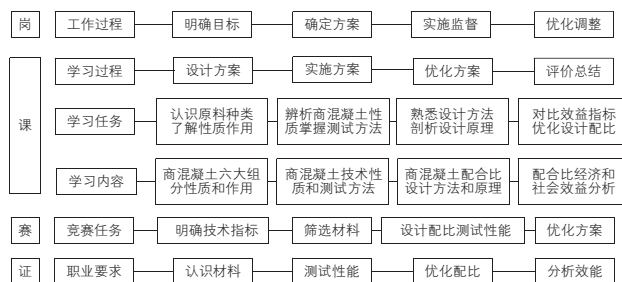 岗 工作过程 明确目标 确定方案 实施监督 优化调整
学习过程 设计方案 实施方案 优化方案 评价总结
课 学习任务 认识原料种类 辨析商混凝土性 熟悉设计方法 对比效益指标
了解性质作用 质掌握测试方法 剖析设计原理 优化设计配比
学习内容 商混凝土六大组 商混凝土技术性 商混凝土配合比 配合比经济和
分性质和作用 质和测试方法 设计方法和原理 社会效益分析
赛 竞赛任务 明确技术指标 筛选材料 设计配比测试性能 优化方案
证 职业要求 认识材料 测试性能 优化配比 分析效能